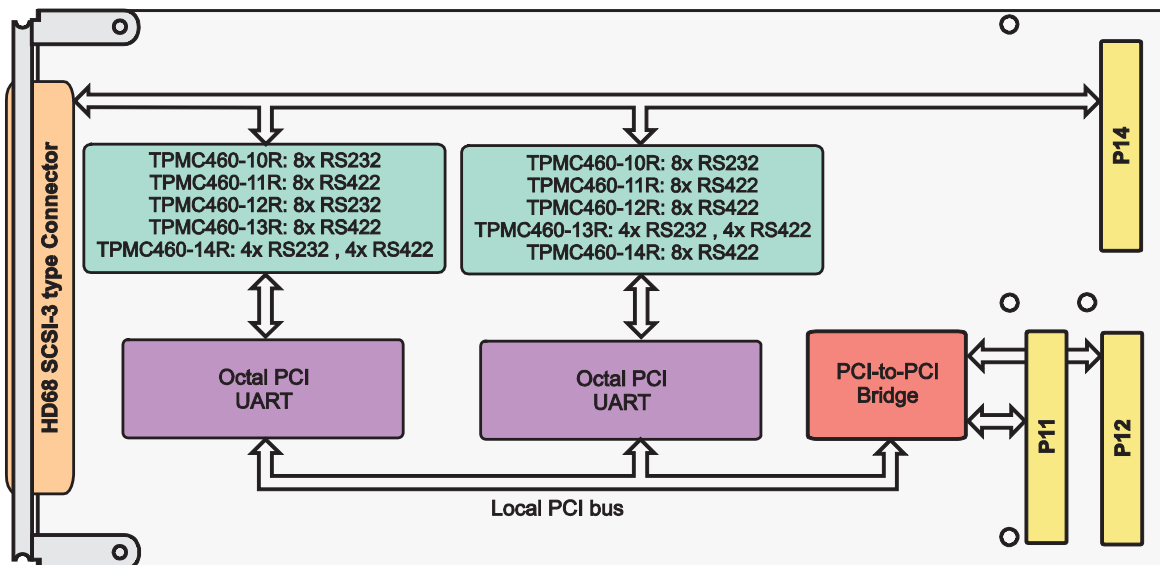 HD68 SCSI-3 type Connector
TPMC460-10R: 8x RS232
TPMC460-11R: 8x RS422
TPMC460-12R: 8x RS232
TPMC460-13R: 8x RS422
TPMC460-14R: 4x RS232 , 4x RS422
TPMC460-10R: 8x RS232
TPMC460-11R: 8x RS422
TPMC460-12R: 8x RS422
TPMC460-13R: 4x RS232 , 4x RS422
TPMC460-14R: 8x RS422
P14
Octal PCI
UART
Octal PCI
UART
PCI-to-PCI
Bridge
P11
P12
Local PCI bus